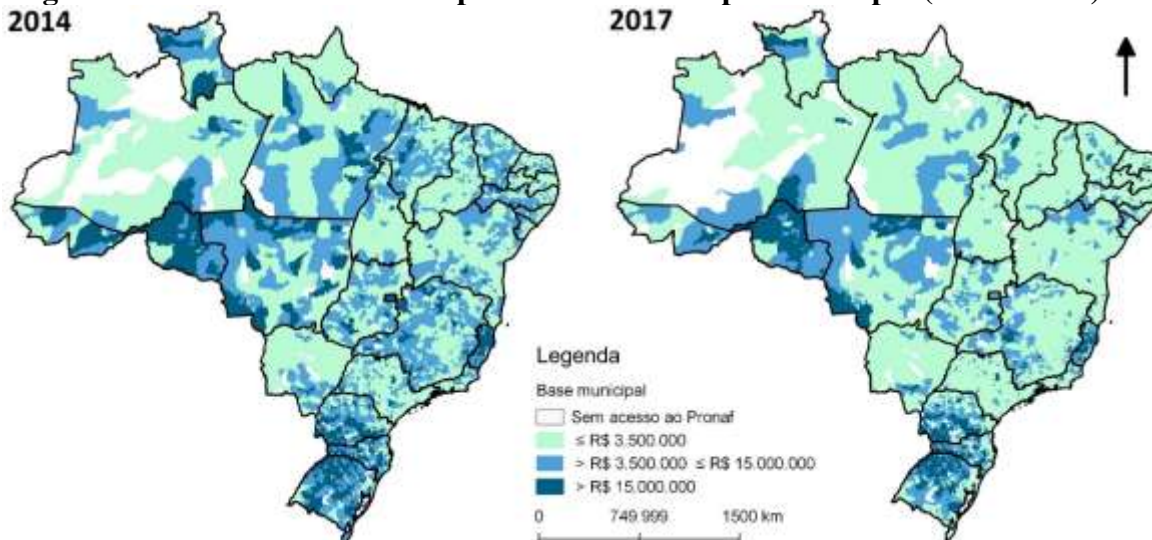 2014
2017
Legenda
Base municipal
Sem acesso ao Pronaf
≤ R$ 3.500.000
> R$ 3.500.000 ≤ R$ 15.000.000
> R$ 15.000.000
0 749.999 1500 km